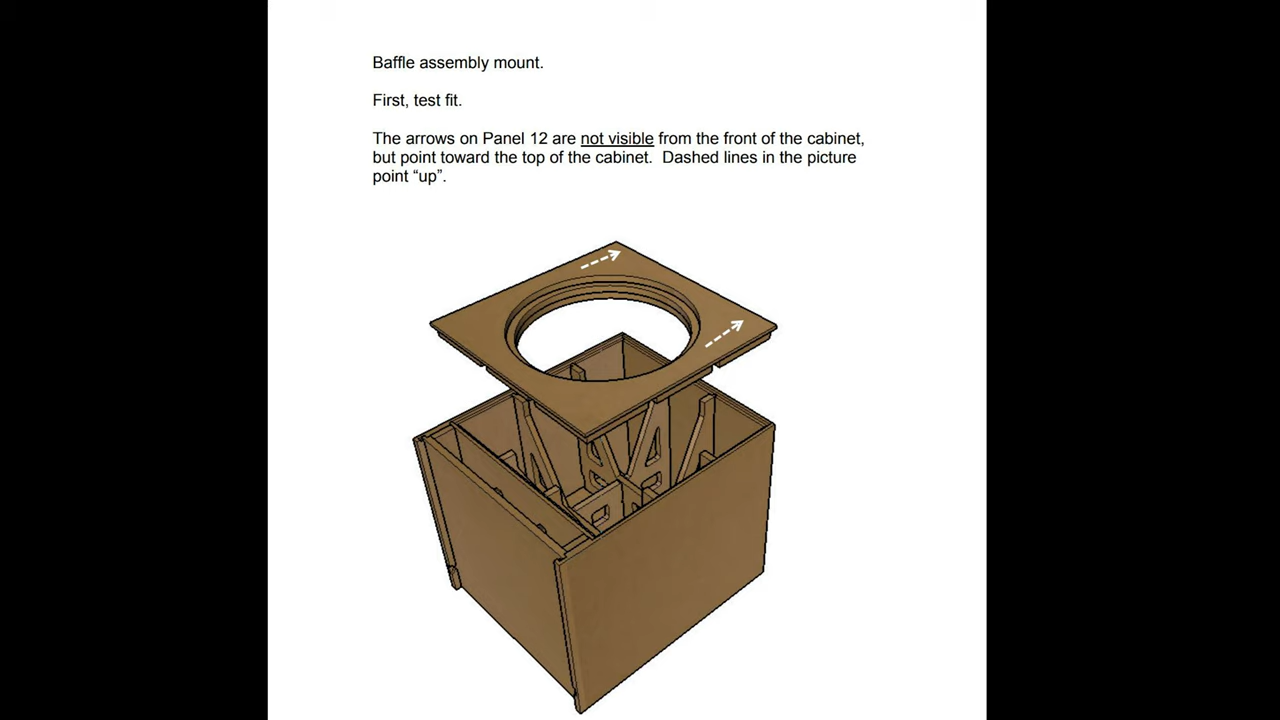 Baffle assembly mount.
First, test fit.
The arrows on Panel 12 are not visible from the front of the cabinet,
but point toward the top of the cabinet.  Dashed lines in the picture
point “up”.